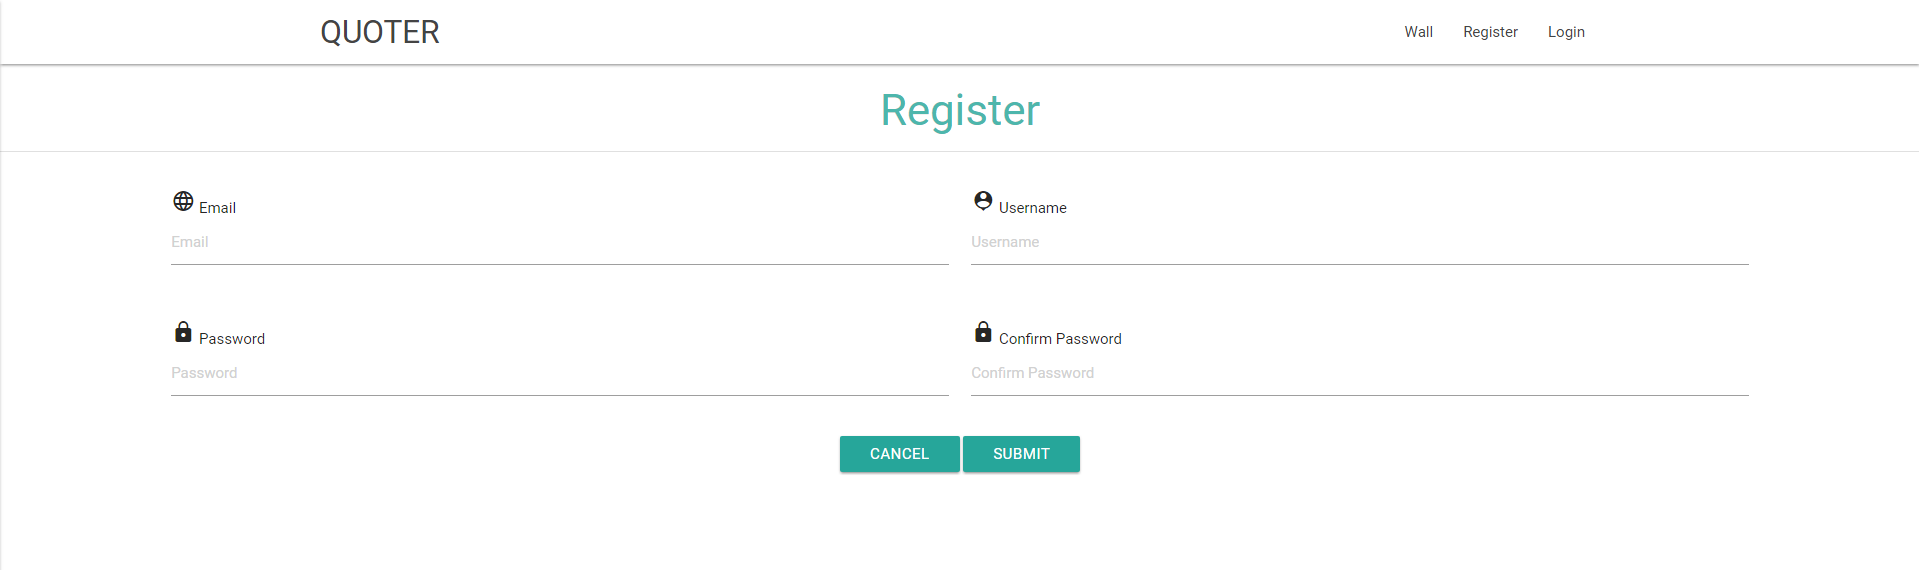 QUOTER
Wall Register Login
Register
Email
Username
Email
Username
Password
Confirm Password
Password
Confirm Password
CANCEL SUBMIT